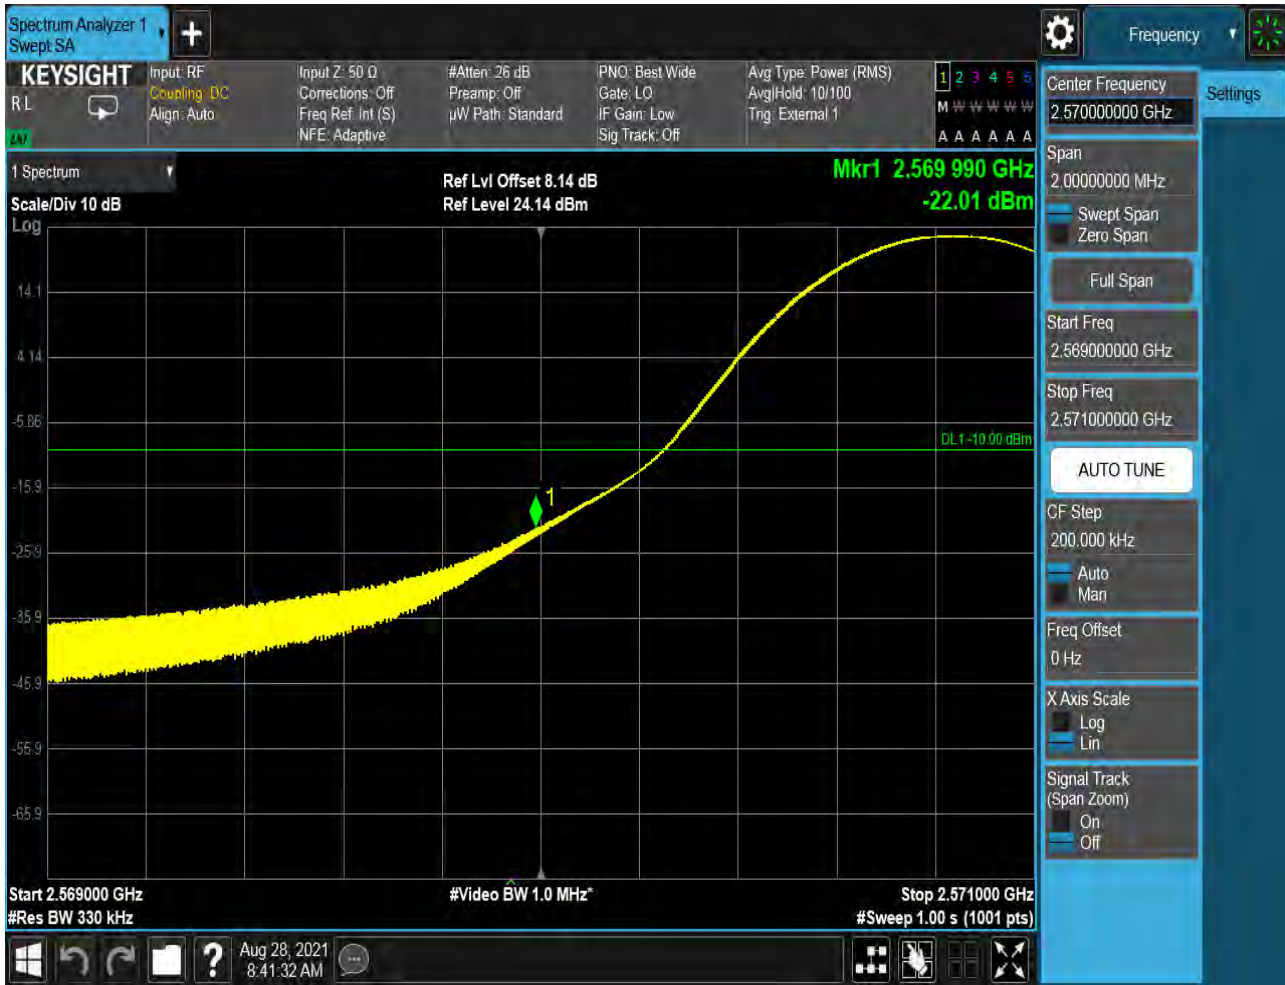 Spectrum Analyzer 1
Swept SA
Frequency
KEYSIGHT
R L
LNI
Input: RF
Coupling: DC
Align: Auto
Input Z: 50 Ω
Corrections: Off
Freq Ref: Int (S)
NFE: Adaptive
#Atten: 26 dB
Preamp: Off
µW Path: Standard
PNO: Best Wide
Gate: LO
IF Gain: Low
Sig Track: Off
Avg Type: Power (RMS)
Avg|Hold: 10/100
Trig: External 1
1 2 3 4 5 6
M W W W W W
A A A A A A
1 Spectrum
Scale/Div 10 dB
Log
Ref Lvl Offset 8.14 dB
Ref Level 24.14 dBm
Mkr1 2.569 990 GHz
-22.01 dBm
14.1
4.14
-5.86
-15.9
-25.9
-35.9
-45.9
-55.9
-65.9
DL1 -10.00 dBm
1
Start 2.569000 GHz
#Res BW 330 kHz
#Video BW 1.0 MHz*
Stop 2.571000 GHz
#Sweep 1.00 s (1001 pts)
Aug 28, 2021
8:41:32 AM
?
Center Frequency
2.570000000 GHz
Settings
Span
2.00000000 MHz
Swept Span
Zero Span
Full Span
Start Freq
2.569000000 GHz
Stop Freq
2.571000000 GHz
AUTO TUNE
CF Step
200.000 kHz
Auto
Man
Freq Offset
0 Hz
X Axis Scale
Log
Lin
Signal Track
(Span Zoom)
On
Off